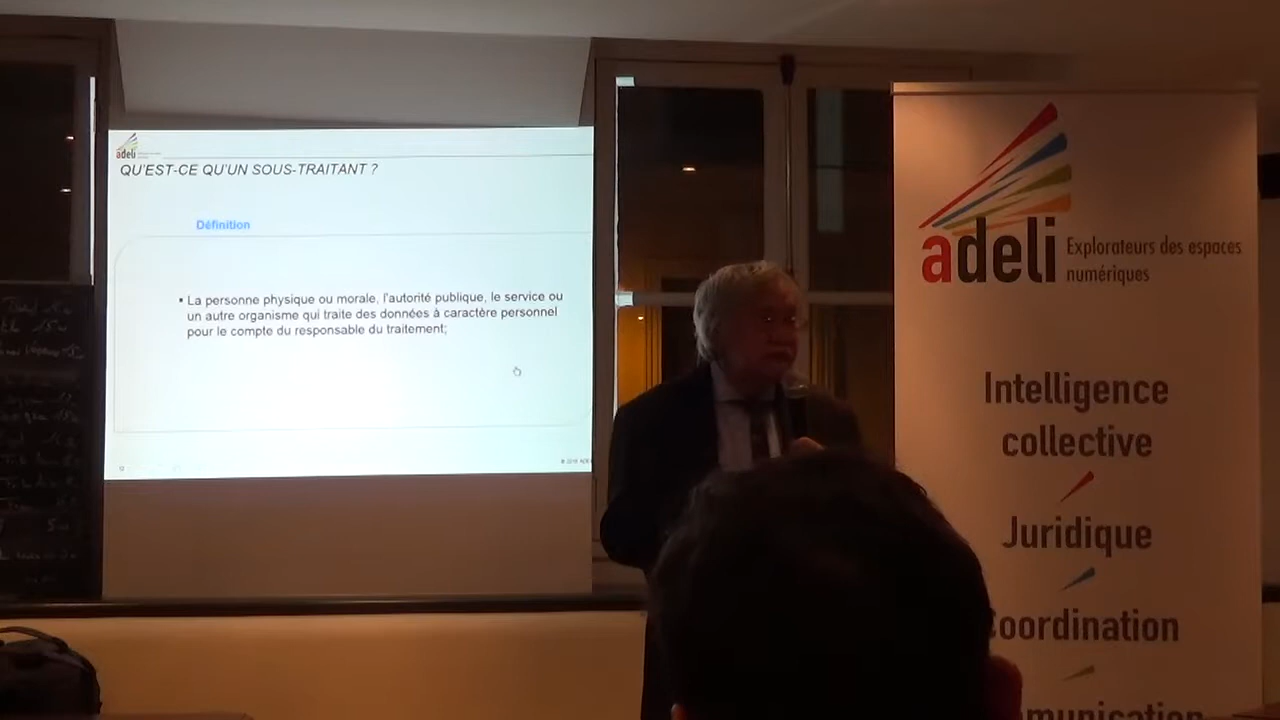 adeli
QU'EST-CE QU'UN SOUS-TRAITANT ?
Définition
▪ La personne physique ou morale, l'autorité publique, le service ou
un autre organisme qui traite des données à caractère personnel
pour le compte du responsable du traitement;
adeli
Explorateurs des espaces
numériques
Intelligence
collective
Juridique
oordination
munication